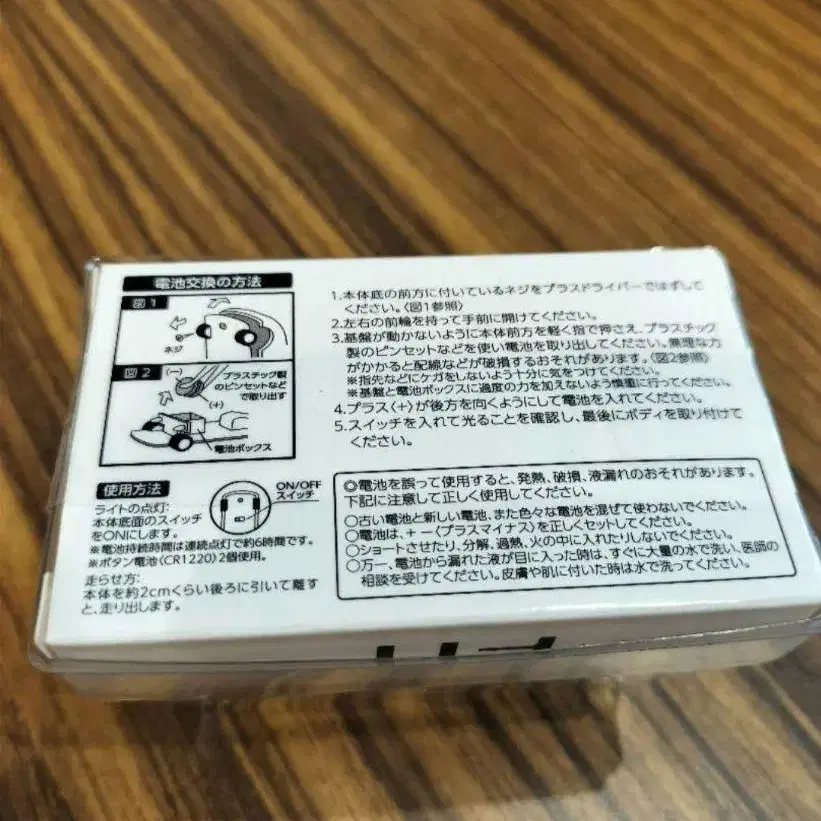 電池交換の方法
図1
ネジ
図2
(−)
プラスチック製
のピンセットなど
で取り出す
(+)
電池ボックス
1.本体底の前方に付いているネジをプラスドライバーではずして
ください。〈図1参照〉
2.左右の前輪を持って手前に開けてください。
3.基盤が動かないように本体前方を軽く指で押さえ、プラスチック
製のピンセットなどを使い電池を取り出してください。無理な力
がかかると配線などが破損するおそれがあります。〈図2参照〉
※指先などにケガをしないよう十分に気をつけてください。
※基盤と電池ボックスに過度の力を加えないよう慎重に行ってください。
4.プラス(+)が後方を向くようにして電池を入れてください。
5.スイッチを入れて光ることを確認し、最後にボディを取り付けて
ください。
使用方法
ON/OFF
スイッチ
ライトの点灯:
本体底面のスイッチ
をONにします。
※電池持続時間は連続点灯で約6時間です。
※ボタン電池(CR1220)2個使用。
走らせ方:
本体を約2cmくらい後ろに引いて離す
と、走り出します。
◎電池を誤って使用すると、発熱、破損、液漏れのおそれがあります。
下記に注意して正しく使用してください。
○古い電池と新しい電池、また色々な電池を混ぜて使わないでください。
○電池は、+−〈プラスマイナス〉を正しくセットしてください。
○ショートさせたり、分解、過熱、火の中に入れたりしないでください。
○万一、電池から漏れた液が目に入った時は、すぐに大量の水で洗い、医師の
相談を受けてください。皮膚や肌に付いた時は水で洗ってください。